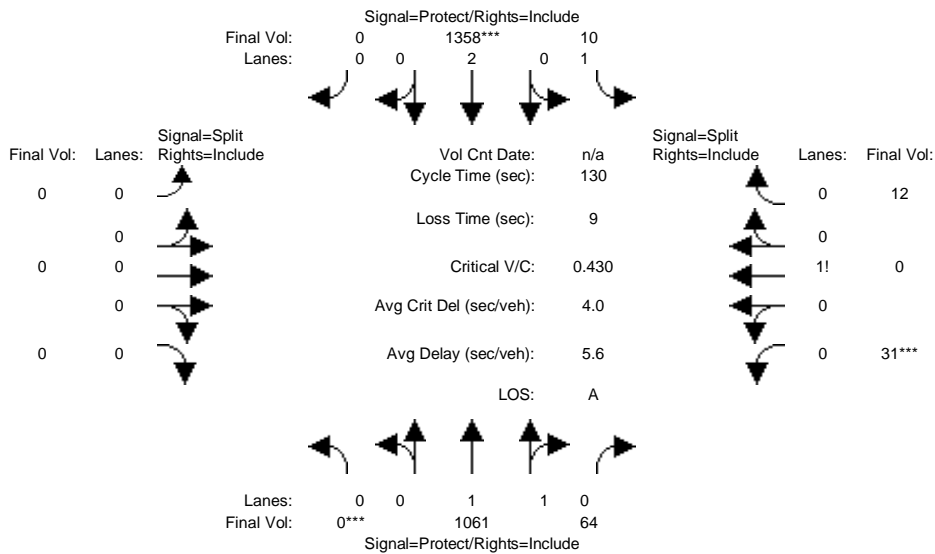 Signal=Protect/Rights=Include
Final Vol: 0 1358*** 10
Lanes: 0 0 2 0 1
Signal=Split Signal=Split
Final Vol: Lanes: Rights=Include Vol Cnt Date: n/a Rights=Include Lanes: Final Vol:
Cycle Time (sec): 130
0 0 0 12
Loss Time (sec): 9
0 0
0 0 Critical V/C: 0.430 1! 0
0 Avg Crit Del (sec/veh): 4.0 0
0 0 Avg Delay (sec/veh): 5.6 0 31***
LOS: A
Lanes: 0 0 1 1 0
Final Vol: 0*** 1061 64
Signal=Protect/Rights=Include